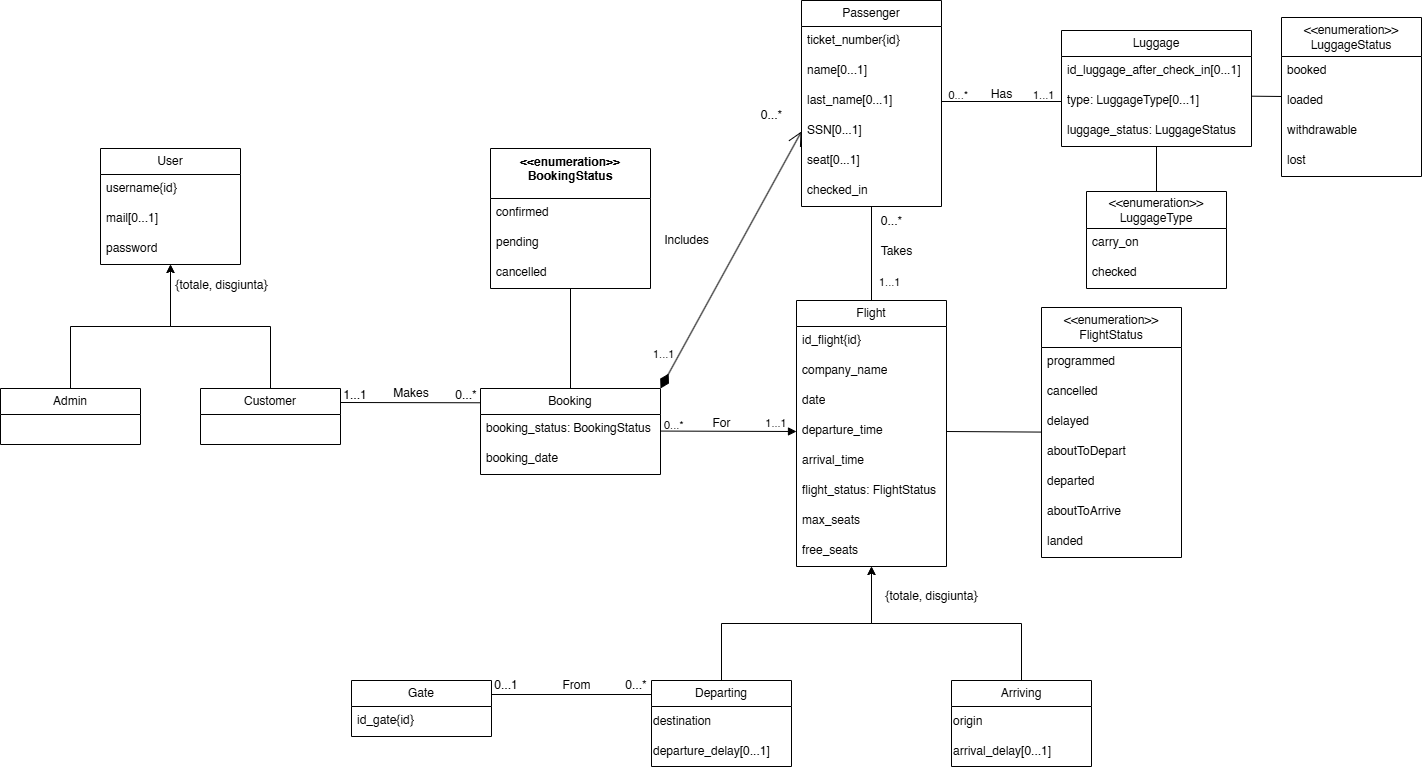 Passenger
ticket_number{id}
name[0...1]
last_name[0...1]
SSN[0...1]
seat[0...1]
checked_in
0...*
Has
1...1
Luggage
id_luggage_after_check_in[0...1]
type: LuggageType[0...1]
luggage_status: LuggageStatus
<<enumeration>>
LuggageStatus
booked
loaded
withdrawable
lost
<<enumeration>>
LuggageType
carry_on
checked
User
username{id}
mail[0...1]
password
{totale, disgiunta}
Admin
Customer
1...1
Makes
0...*
<<enumeration>>
BookingStatus
confirmed
pending
cancelled
Booking
booking_status: BookingStatus
booking_date
0...*
Includes
1...1
0...*
Takes
1...1
0...*
For
1...1
Flight
id_flight{id}
company_name
date
departure_time
arrival_time
flight_status: FlightStatus
max_seats
free_seats
<<enumeration>>
FlightStatus
programmed
cancelled
delayed
aboutToDepart
departed
aboutToArrive
landed
{totale, disgiunta}
Gate
id_gate{id}
0...1
From
0...*
Departing
destination
departure_delay[0...1]
Arriving
origin
arrival_delay[0...1]